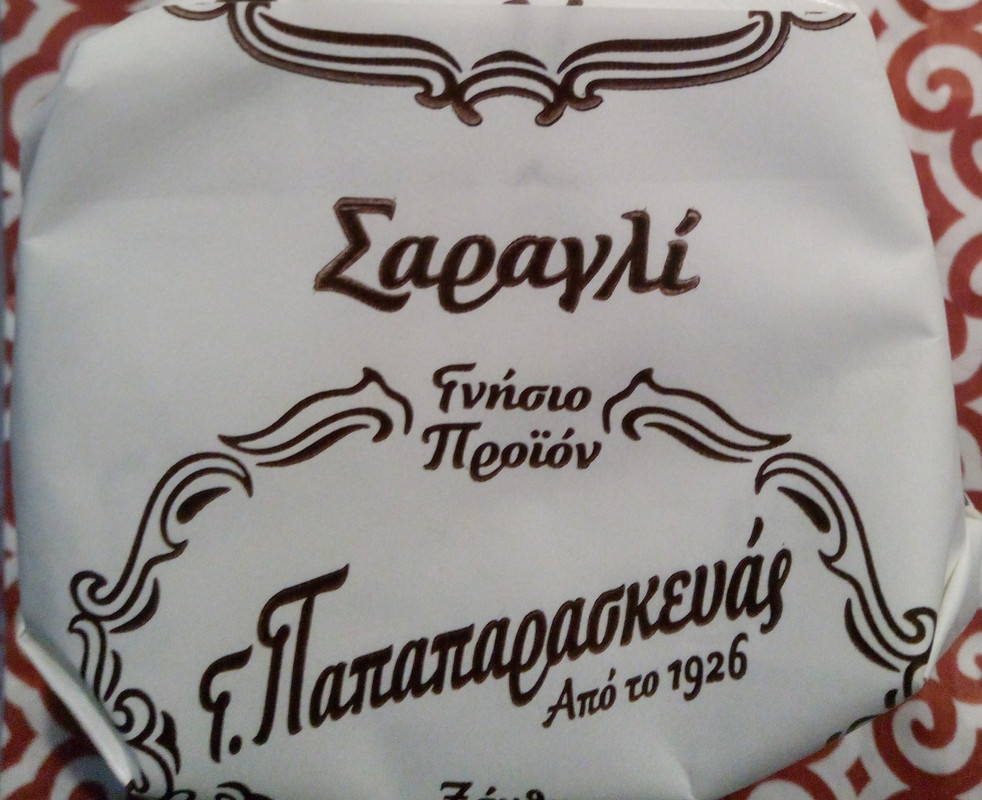 Σαραγλί
Γνήσιο
Προϊόν
Γ. Παπαπαρασκευάς
Από το 1926